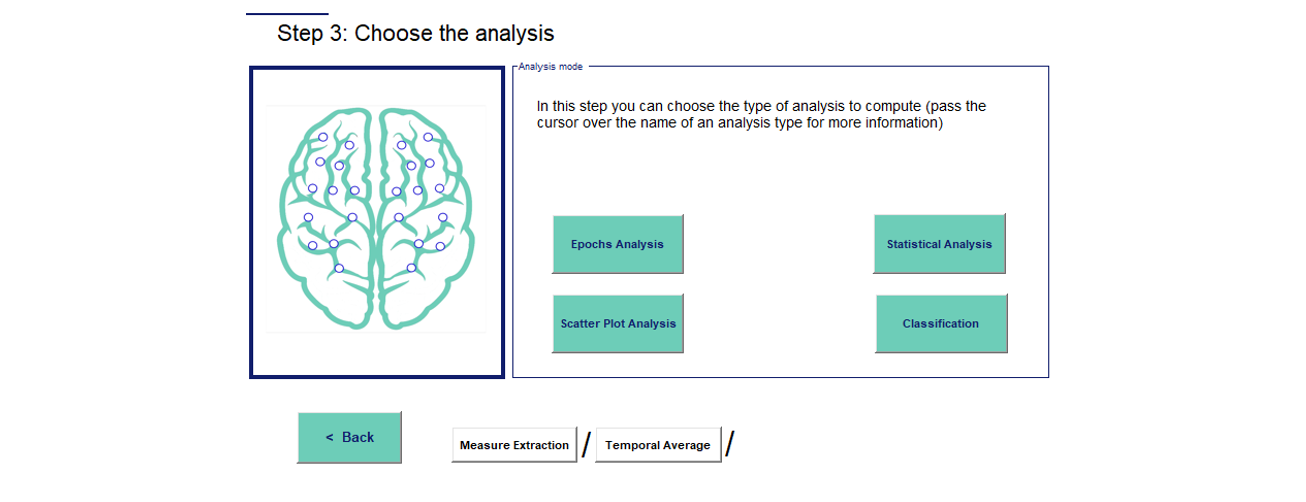 Step 3: Choose the analysis
Analysis mode
In this step you can choose the type of analysis to compute (pass the
cursor over the name of an analysis type for more information)
Epochs Analysis
Statistical Analysis
Scatter Plot Analysis
Classification
< Back
Measure Extraction / Temporal Average /